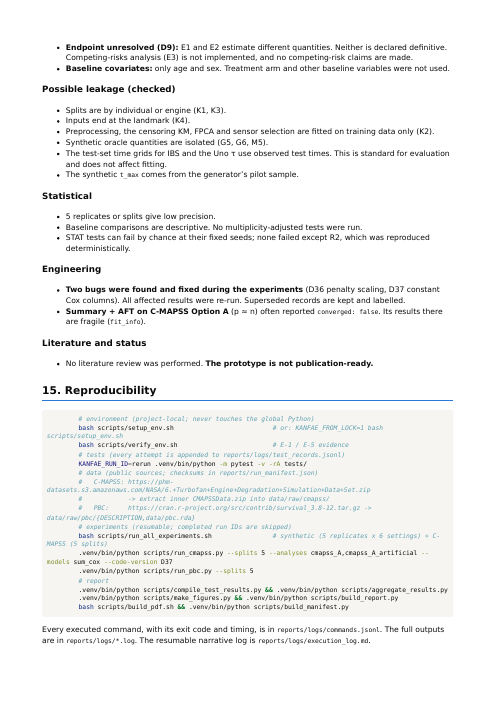 • Endpoint unresolved (D9): E1 and E2 estimate different quantities. Neither is declared definitive.
Competing-risks analysis (E3) is not implemented, and no competing-risk claims are made.
• Baseline covariates: only age and sex. Treatment arm and other baseline variables were not used.
Possible leakage (checked)
• Splits are by individual or engine (K1, K3).
• Inputs end at the landmark (K4).
• Preprocessing, the censoring KM, FPCA and sensor selection are fitted on training data only (K2).
• Synthetic oracle quantities are isolated (G5, G6, M5).
• The test-set time grids for IBS and the Uno τ use observed test times. This is standard for evaluation
and does not affect fitting.
• The synthetic t_max comes from the generator's pilot sample.
Statistical
• 5 replicates or splits give low precision.
• Baseline comparisons are descriptive. No multiplicity-adjusted tests were run.
• STAT tests can fail by chance at their fixed seeds; none failed except R2, which was reproduced
deterministically.
Engineering
• Two bugs were found and fixed during the experiments (D36 penalty scaling, D37 constant
Cox columns). All affected results were re-run. Superseded records are kept and labelled.
• Summary + AFT on C-MAPSS Option A (p ≈ n) often reported converged: false. Its results there
are fragile (fit_info).
Literature and status
• No literature review was performed. The prototype is not publication-ready.
15. Reproducibility
# environment (project-local; never touches the global Python)
bash scripts/setup_env.sh # or: KANFAE_FROM_LOCK=1 bash
scripts/setup_env.sh
bash scripts/verify_env.sh # E-1 / E-5 evidence
# tests (every attempt is appended to reports/logs/test_records.jsonl)
KANFAE_RUN_ID=rerun .venv/bin/python -m pytest -v -rA tests/
# data (public sources; checksums in reports/run_manifest.json)
# C-MAPSS: https://phm-
datasets.s3.amazonaws.com/NASA/6.+Turbofan+Engine+Degradation+Simulation+Data+Set.zip
# -> extract inner CMAPSSData.zip into data/raw/cmapss/
# PBC: https://cran.r-project.org/src/contrib/survival_3.8-12.tar.gz ->
data/raw/pbc/{DESCRIPTION,data/pbc.rda}
# experiments (resumable; completed run IDs are skipped)
bash scripts/run_all_experiments.sh # synthetic (5 replicates x 6 settings) + C-
MAPSS (5 splits)
.venv/bin/python scripts/run_cmapss.py --splits 5 --analyses cmapss_A,cmapss_A_artificial --
models sum_cox --code-version D37
.venv/bin/python scripts/run_pbc.py --splits 5
# report
.venv/bin/python scripts/compile_test_results.py && .venv/bin/python scripts/aggregate_results.py
.venv/bin/python scripts/make_figures.py && .venv/bin/python scripts/build_report.py
bash scripts/build_pdf.sh && .venv/bin/python scripts/build_manifest.py
Every executed command, with its exit code and timing, is in reports/logs/commands.jsonl. The full outputs
are in reports/logs/*.log. The resumable narrative log is reports/logs/execution_log.md.